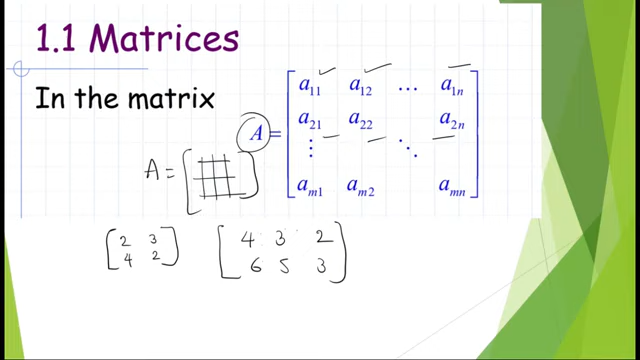 1.1 Matrices
In the matrix
A = [ a11 a12 ⋯ a1n
a21 a22 a2n
⋮ ⋱
am1 am2 amn ]
A = [ ]
[ 2 3
4 2 ]
[ 4 3 2
6 5 3 ]